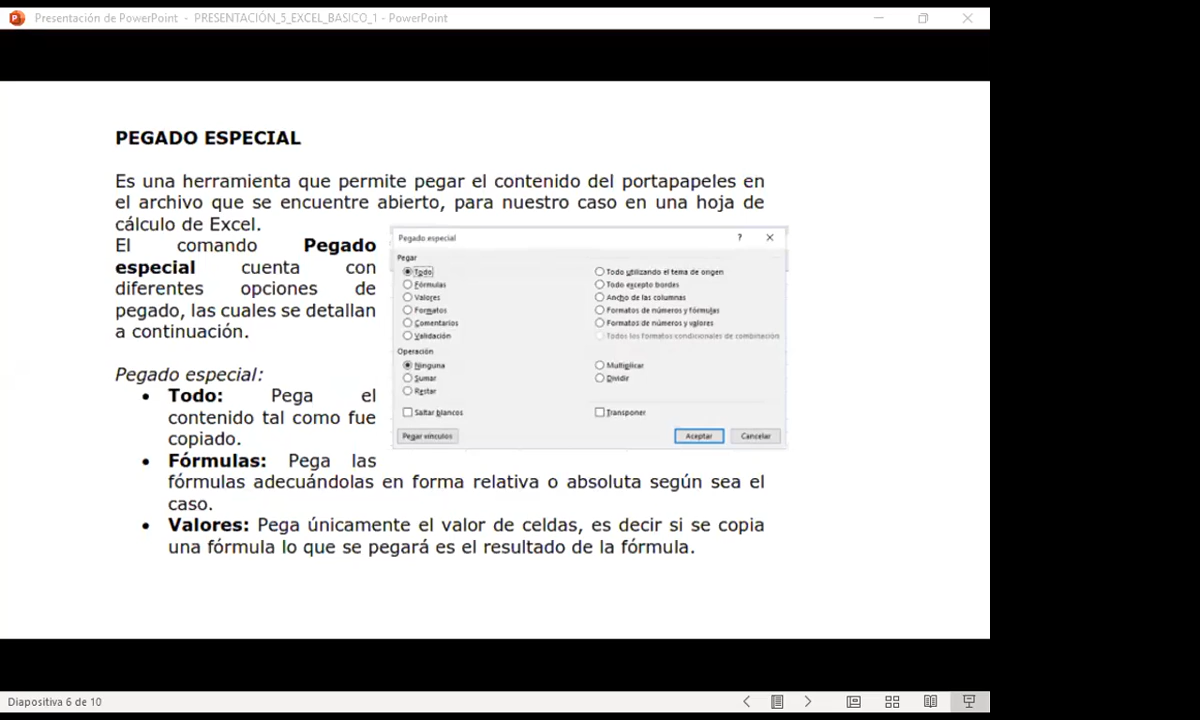 Presentación de PowerPoint - PRESENTACIÓN_5_EXCEL_BASICO_1 - PowerPoint
PEGADO ESPECIAL
Es una herramienta que permite pegar el contenido del portapapeles en
el archivo que se encuentre abierto, para nuestro caso en una hoja de
cálculo de Excel.
El comando Pegado
especial cuenta con
diferentes opciones de
pegado, las cuales se detallan
a continuación.
Pegado especial:
• Todo: Pega el
contenido tal como fue
copiado.
• Fórmulas: Pega las
fórmulas adecuándolas en forma relativa o absoluta según sea el
caso.
• Valores: Pega únicamente el valor de celdas, es decir si se copia
una fórmula lo que se pegará es el resultado de la fórmula.
Pegado especial ?
Pegar
Todo
Fórmulas
Valores
Formatos
Comentarios
Validación
Todo utilizando el tema de origen
Todo excepto bordes
Ancho de las columnas
Formatos de números y fórmulas
Formatos de números y valores
Todos los formatos condicionales de combinación
Operación
Ninguna
Sumar
Restar
Multiplicar
Dividir
Saltar blancos
Transponer
Pegar vínculos
Aceptar
Cancelar
Diapositiva 6 de 10